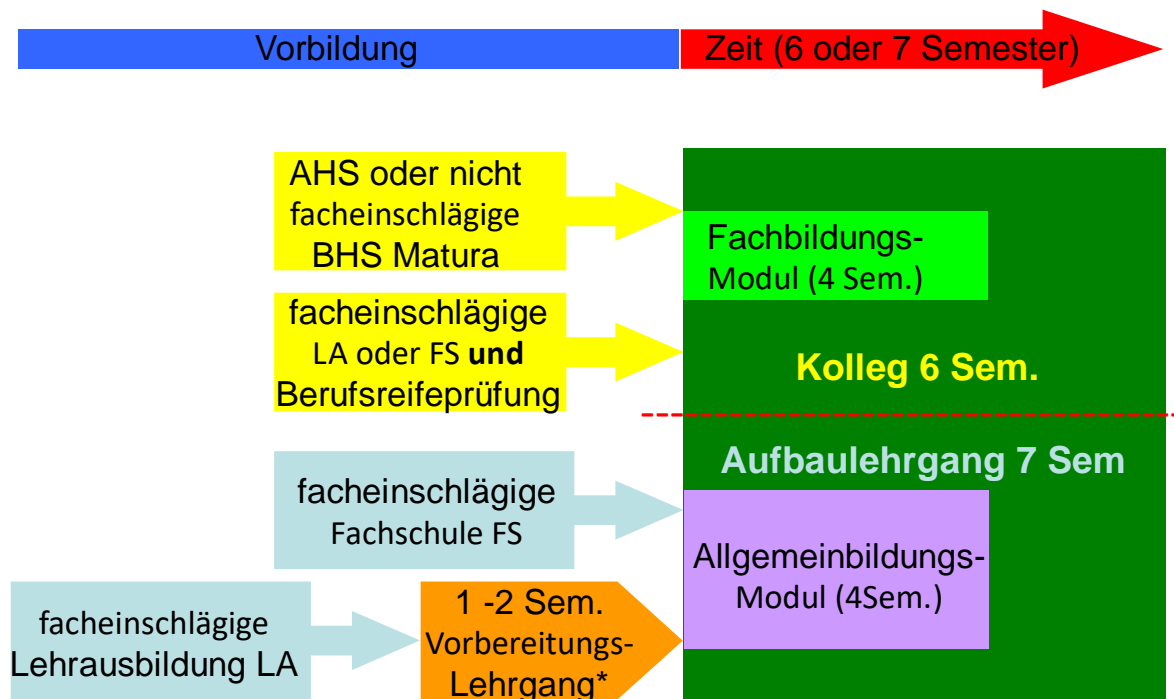 Vorbildung
Zeit (6 oder 7 Semester)
AHS oder nicht
facheinschlägige
BHS Matura
Fachbildungs-
Modul (4 Sem.)
facheinschlägige
LA oder FS und
Berufsreifeprüfung
Kolleg 6 Sem.
Aufbaulehrgang 7 Sem
facheinschlägige
Fachschule FS
Allgemeinbildungs-
Modul (4Sem.)
facheinschlägige
Lehrausbildung LA
1 -2 Sem.
Vorbereitungs-
Lehrgang*